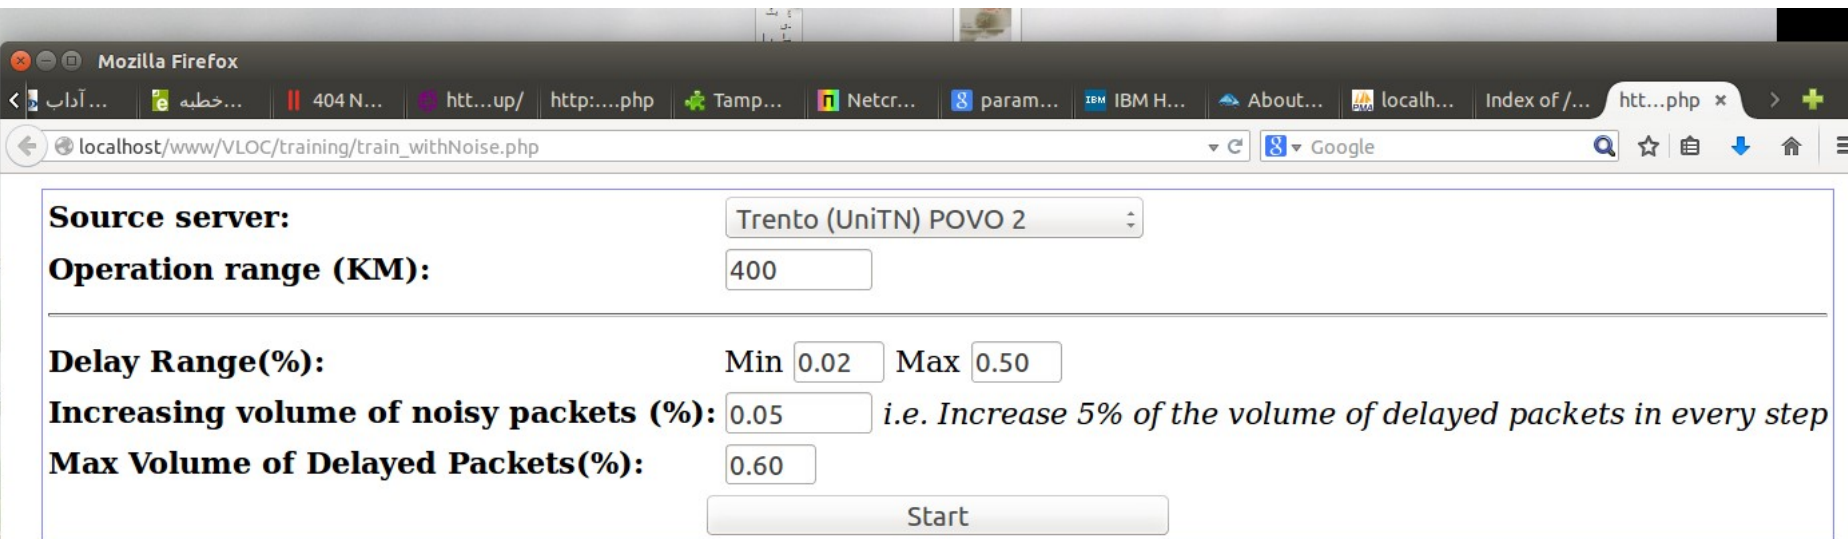 Mozilla Firefox
آداب ... خطبه... 404 N... htt...up/ http:....php Tamp... Netcr... param... IBM H... About... localh... Index of /... htt...php
localhost/www/VLOC/training/train_withNoise.php Google
Source server: Trento (UniTN) POVO 2
Operation range (KM): 400
Delay Range(%): Min 0.02 Max 0.50
Increasing volume of noisy packets (%): 0.05 i.e. Increase 5% of the volume of delayed packets in every step
Max Volume of Delayed Packets(%): 0.60
Start